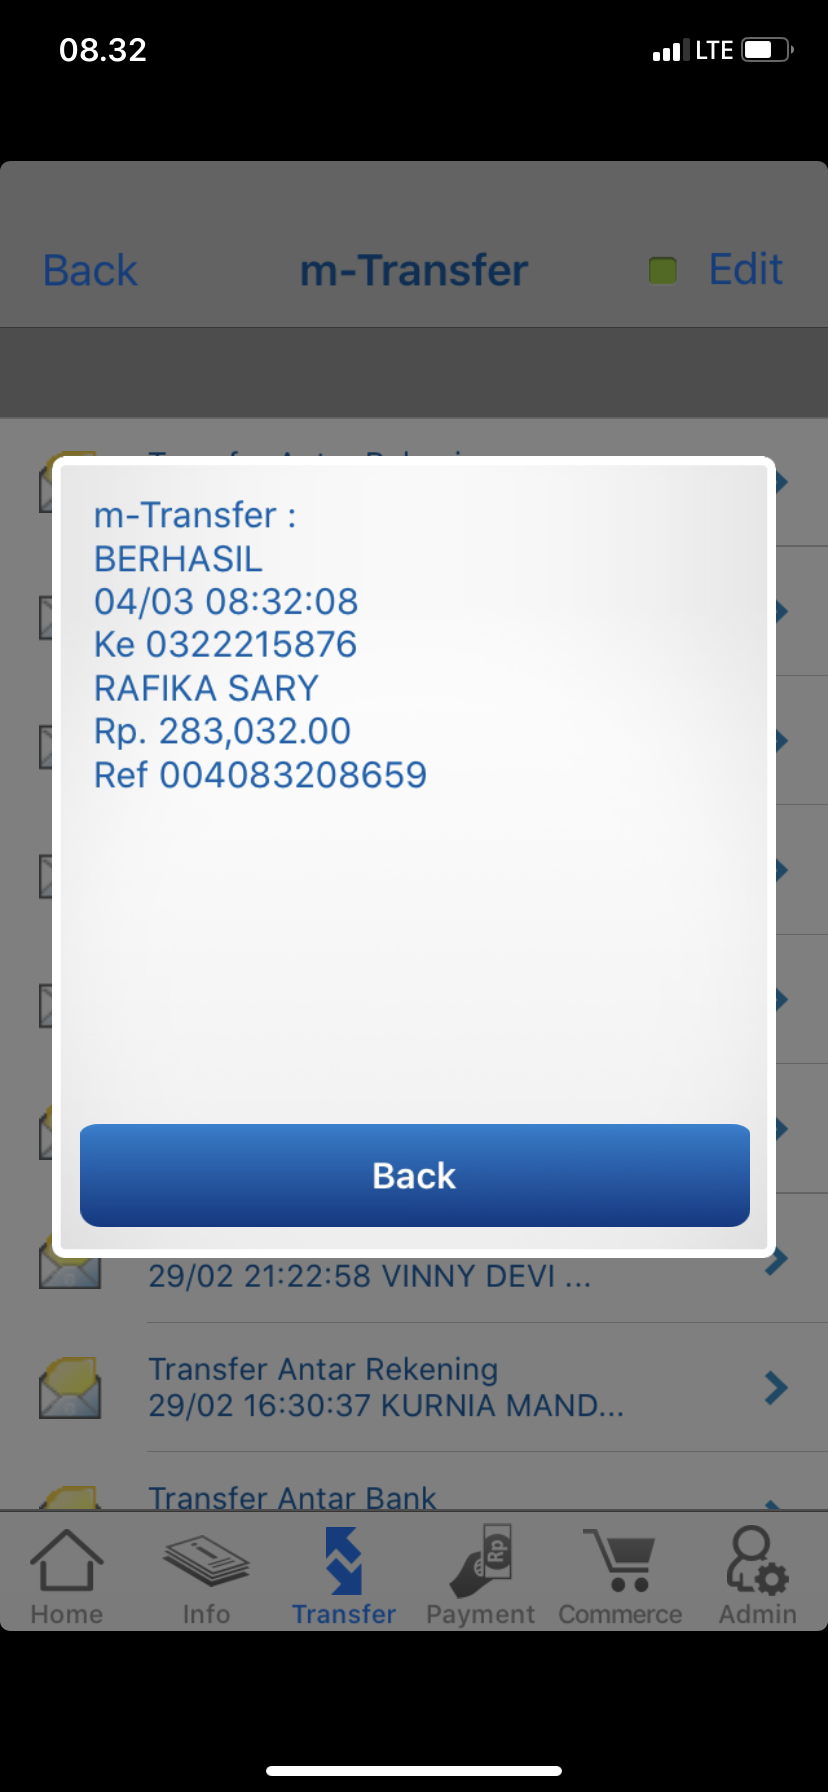 08.32
LTE
Back
m-Transfer
Edit
m-Transfer :
BERHASIL
04/03 08:32:08
Ke 0322215876
RAFIKA SARY
Rp. 283,032.00
Ref 004083208659
Back
29/02 21:22:58 VINNY DEVI ...
Transfer Antar Rekening
29/02 16:30:37 KURNIA MAND...
Transfer Antar Bank
Rp
Home
Info
Transfer
Payment
Commerce
Admin